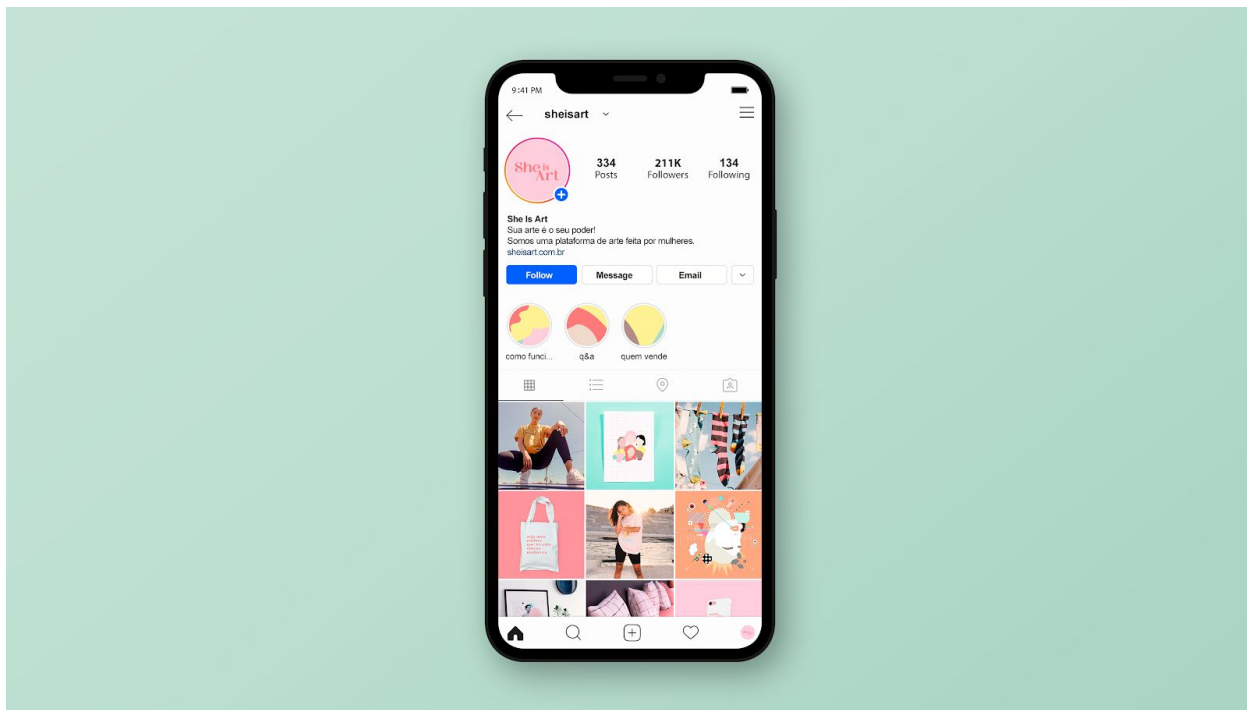 9:41 PM
sheisart
She is
Art
334
Posts
211K
Followers
134
Following
She Is Art
Sua arte é o seu poder!
Somos uma plataforma de arte feita por mulheres.
sheisart.com.br
Follow
Message
Email
como funci...
q&a
quem vende